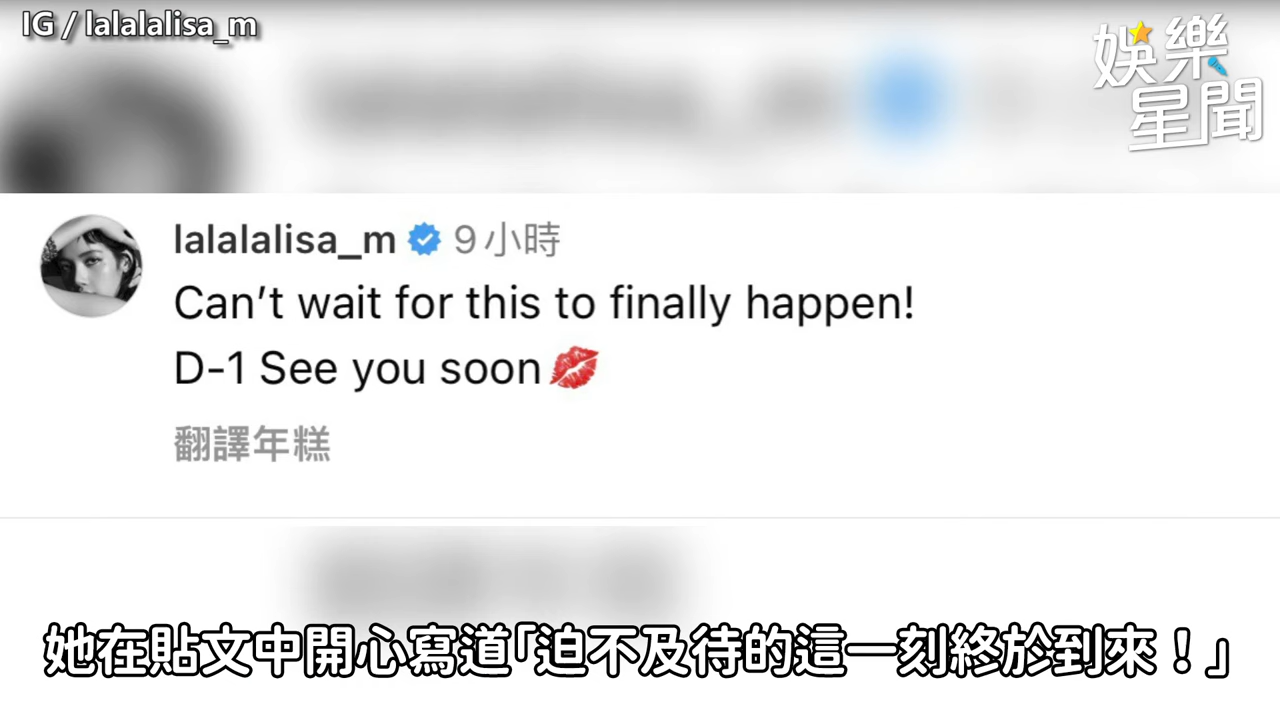 IG / lalalalisa_m
娛樂
星聞
lalalalisa_m 9小時
Can't wait for this to finally happen!
D-1 See you soon💋
翻譯年糕
她在貼文中開心寫道「迫不及待的這一刻終於到來！」